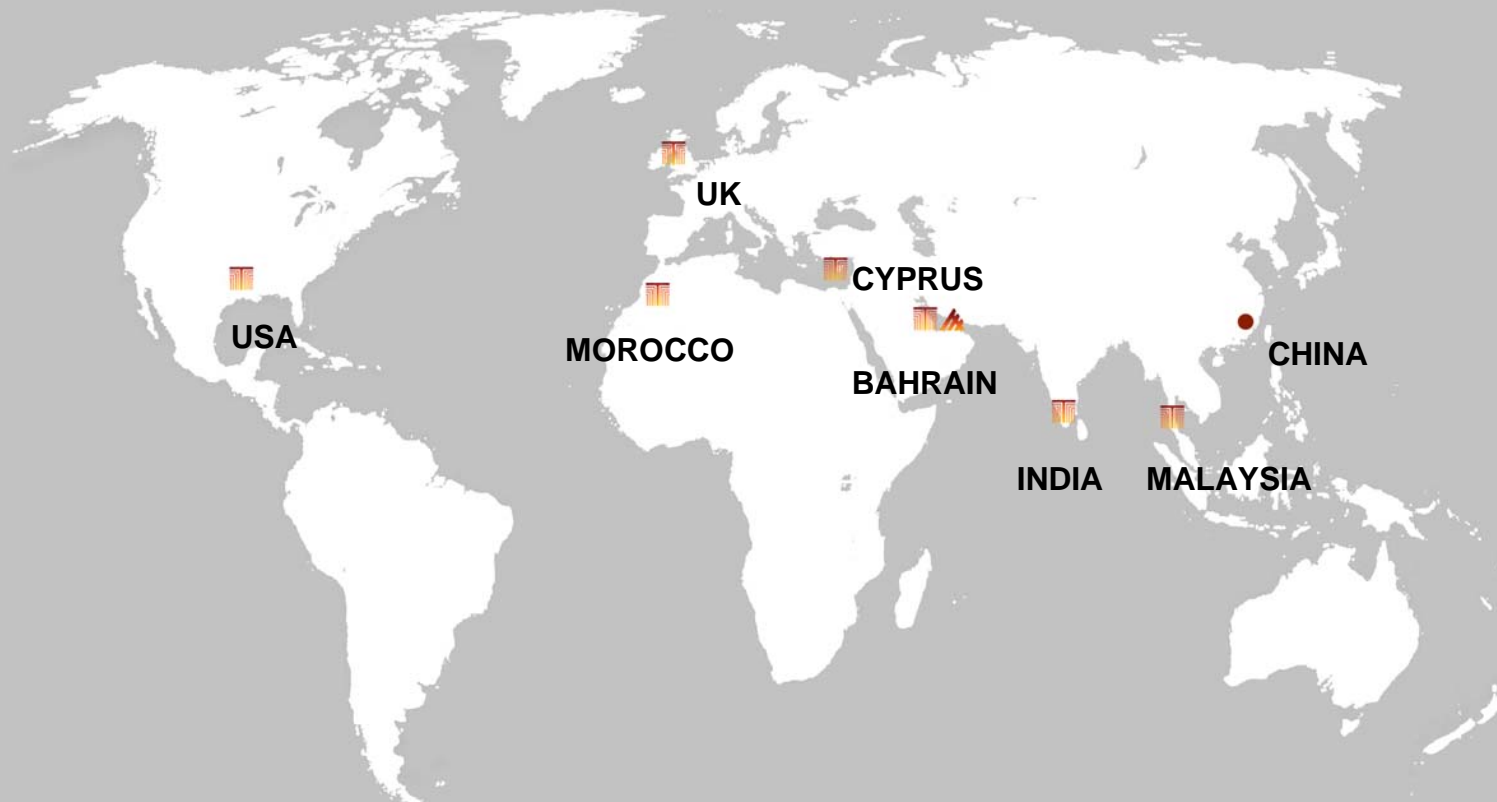 UK
CYPRUS
USA
MOROCCO
CHINA
BAHRAIN
INDIA
MALAYSIA